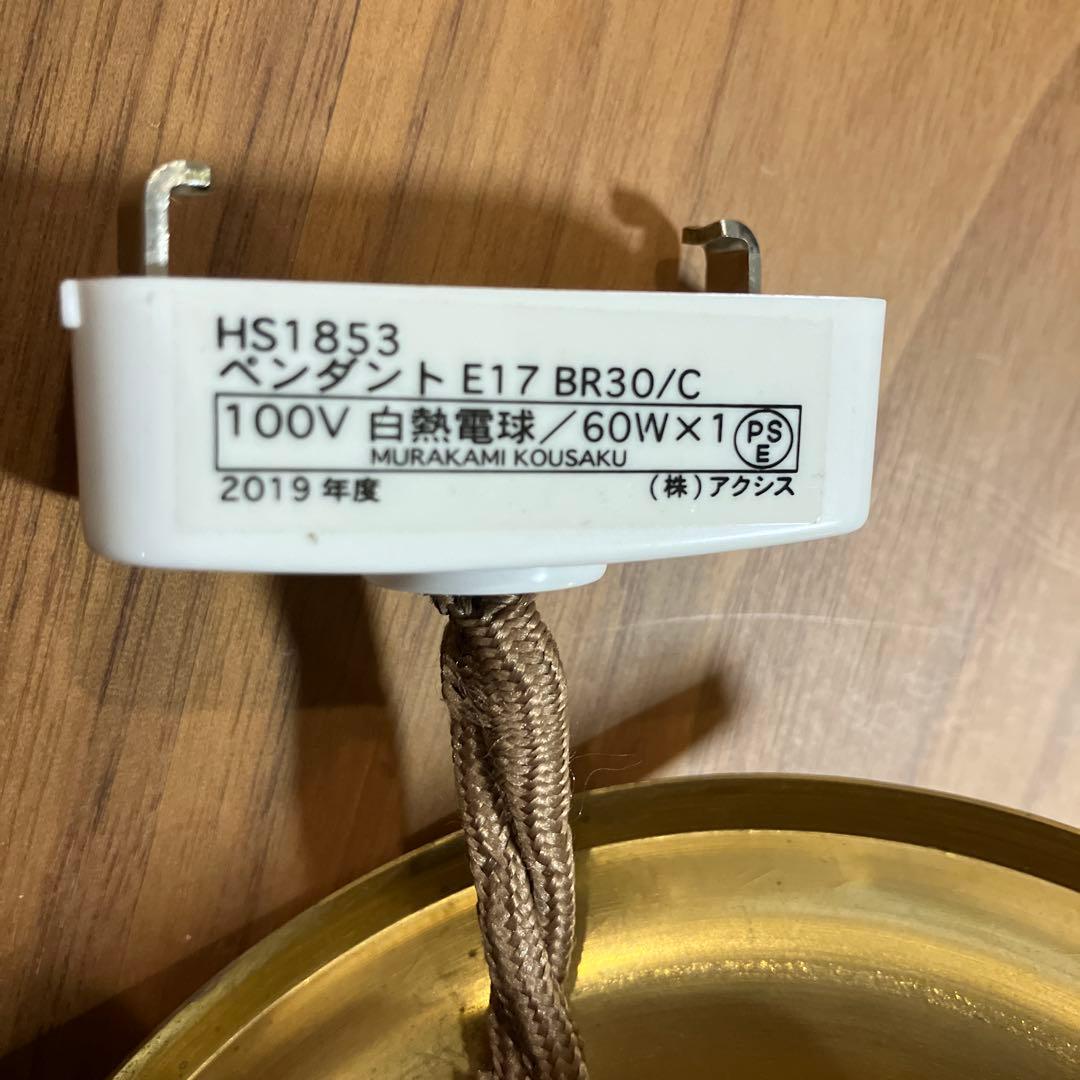 HS1853
ペンダント E17 BR30/C
100V 白熱電球／60W×1 PSE
MURAKAMI KOUSAKU
2019 年度 (株)アクシス